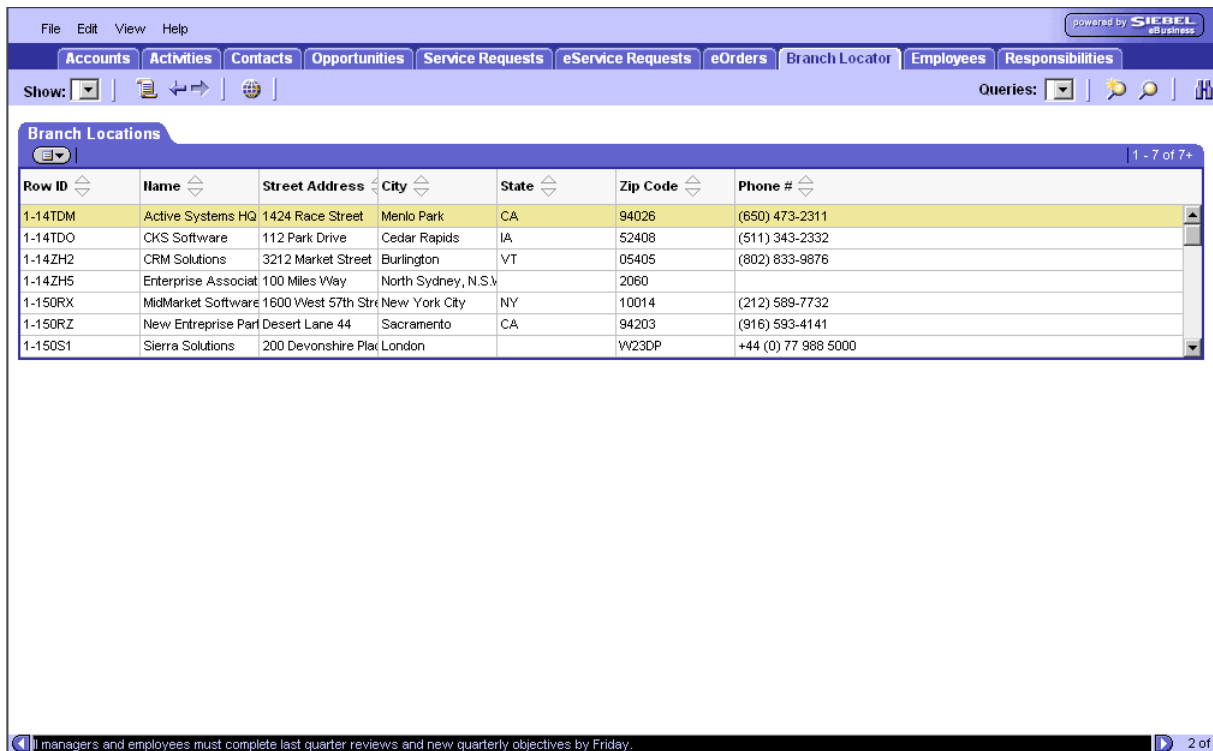 File Edit View Help powered by SIEBEL eBusiness
Accounts Activities Contacts Opportunities Service Requests eService Requests eOrders Branch Locator Employees Responsibilities
Show: Queries:
Branch Locations
1 - 7 of 7+
Row ID Name Street Address City State Zip Code Phone #
1-14TDM Active Systems HQ 1424 Race Street Menlo Park CA 94026 (650) 473-2311
1-14TDO CKS Software 112 Park Drive Cedar Rapids IA 52408 (511) 343-2332
1-14ZH2 CRM Solutions 3212 Market Street Burlington VT 05405 (802) 833-9876
1-14ZH5 Enterprise Associat 100 Miles Way North Sydney, N.S.W 2060
1-150RX MidMarket Software 1600 West 57th Stre New York City NY 10014 (212) 589-7732
1-150RZ New Entreprise Part Desert Lane 44 Sacramento CA 94203 (916) 593-4141
1-150S1 Sierra Solutions 200 Devonshire Plac London W23DP +44 (0) 77 988 5000
ll managers and employees must complete last quarter reviews and new quarterly objectives by Friday. 2 of